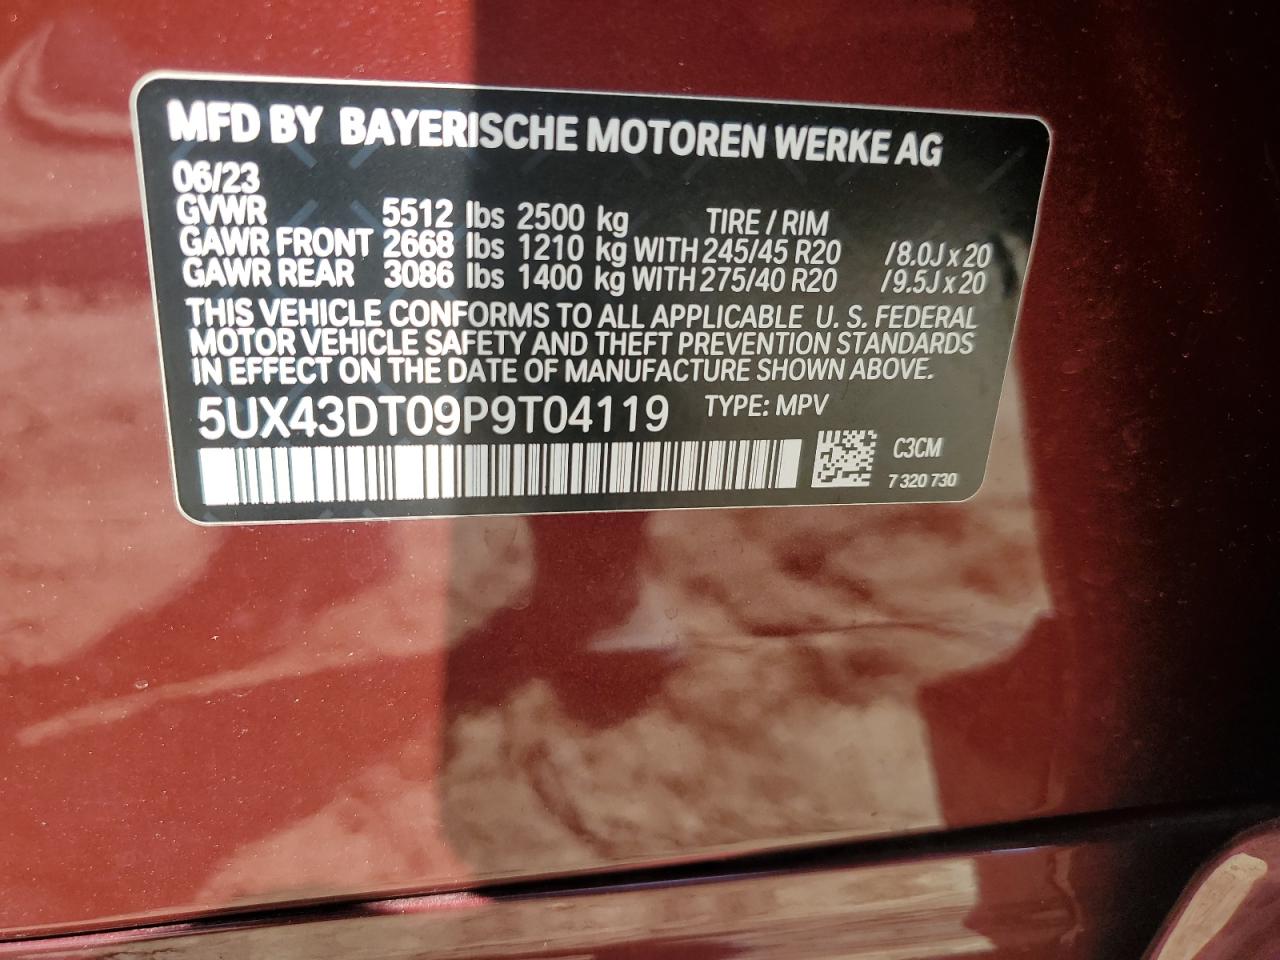 MFD BY BAYERISCHE MOTOREN WERKE AG
06/23
GVWR 5512 lbs 2500 kg TIRE / RIM
GAWR FRONT 2668 lbs 1210 kg WITH 245/45 R20 /8.0J x 20
GAWR REAR 3086 lbs 1400 kg WITH 275/40 R20 /9.5J x 20
THIS VEHICLE CONFORMS TO ALL APPLICABLE U. S. FEDERAL
MOTOR VEHICLE SAFETY AND THEFT PREVENTION STANDARDS
IN EFFECT ON THE DATE OF MANUFACTURE SHOWN ABOVE.
5UX43DT09P9T04119 TYPE: MPV
C3CM
7 320 730